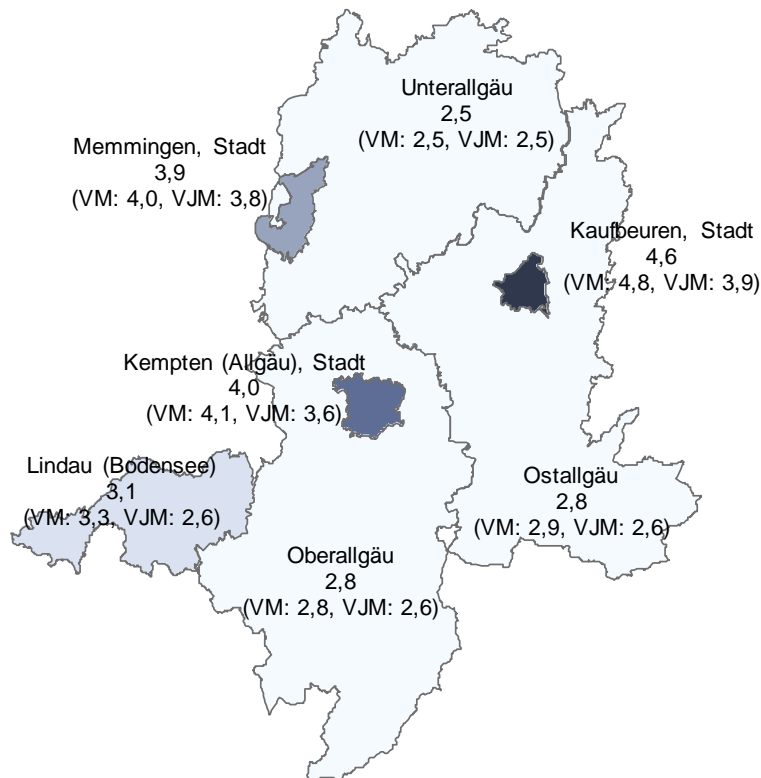 Unterallgäu
2,5
(VM: 2,5, VJM: 2,5)
Memmingen, Stadt
3,9
(VM: 4,0, VJM: 3,8)
Kaufbeuren, Stadt
4,6
(VM: 4,8, VJM: 3,9)
Kempten (Allgäu), Stadt
4,0
(VM: 4,1, VJM: 3,6)
Lindau (Bodensee)
3,1
(VM: 3,3, VJM: 2,6)
Ostallgäu
2,8
(VM: 2,9, VJM: 2,6)
Oberallgäu
2,8
(VM: 2,8, VJM: 2,6)